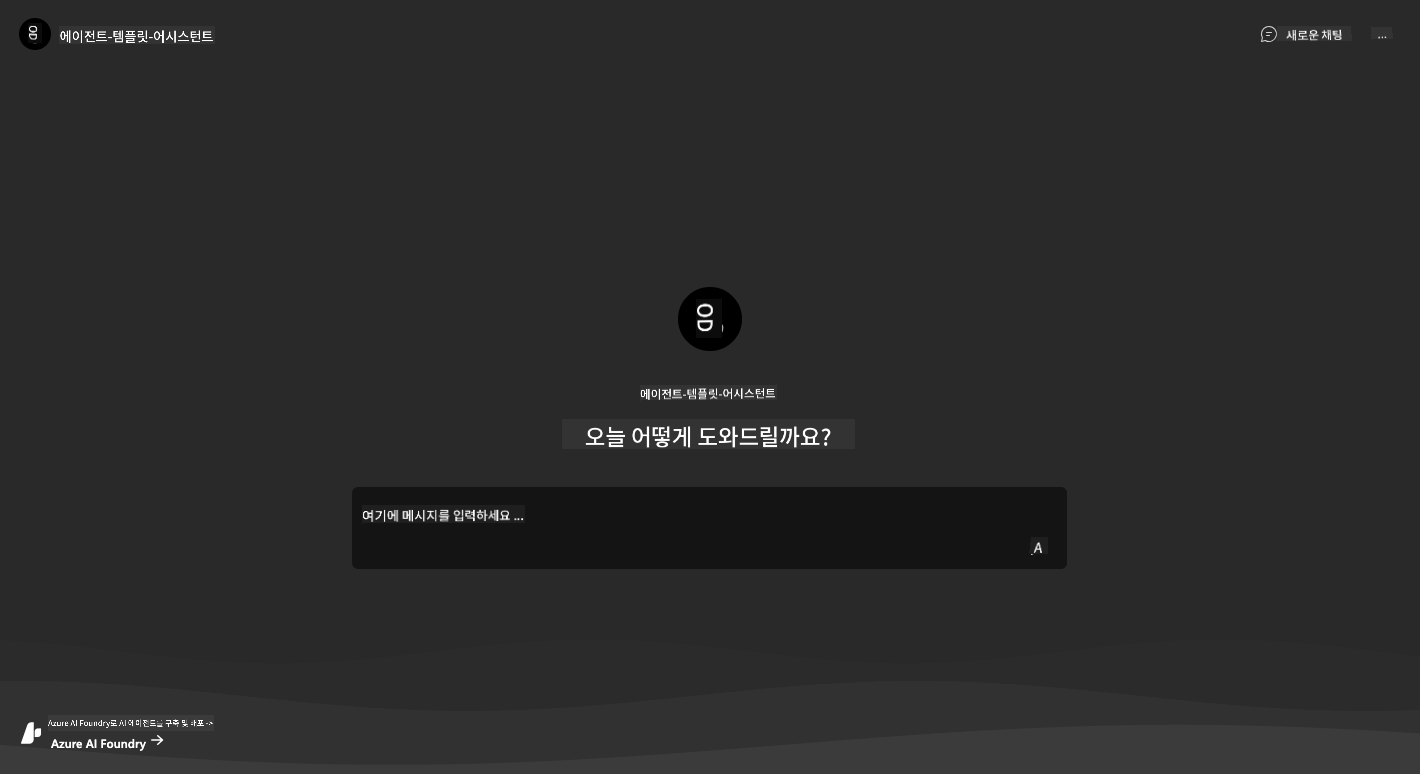 에이전트-템플릿-어시스턴트
새로운 채팅
...
에이전트-템플릿-어시스턴트
오늘 어떻게 도와드릴까요?
여기에 메시지를 입력하세요 ...
A
Azure AI Foundry로 AI 에이전트를 구축 및 배포 ->
Azure AI Foundry →